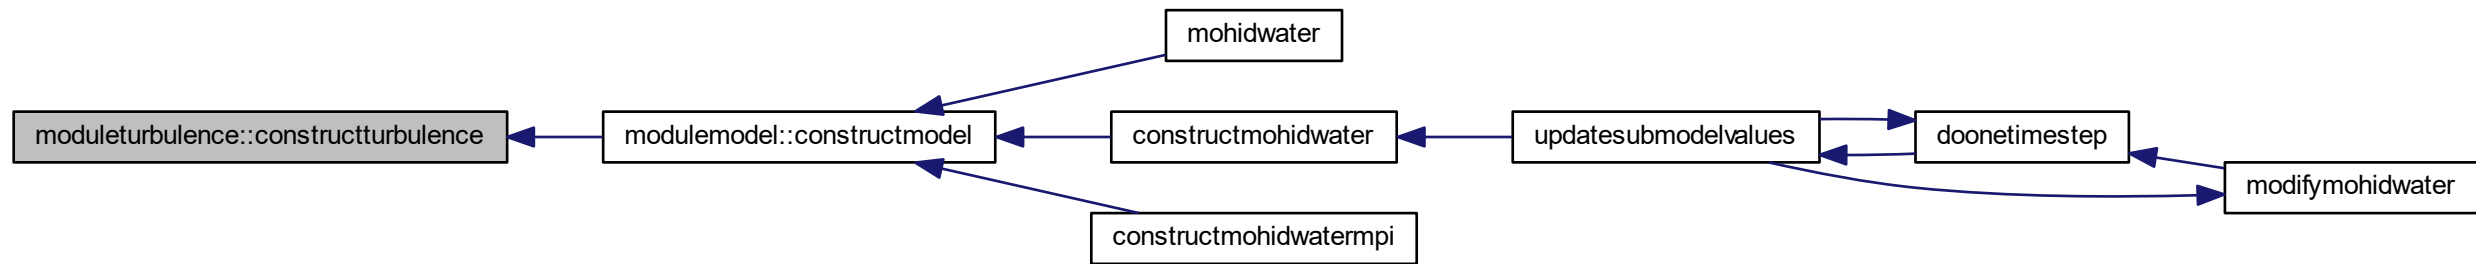 mohidwater
moduleturbulence::constructturbulence
modulemodel::constructmodel
constructmohidwater
updatesubmodelvalues
doonetimestep
modifymohidwater
constructmohidwatermpi